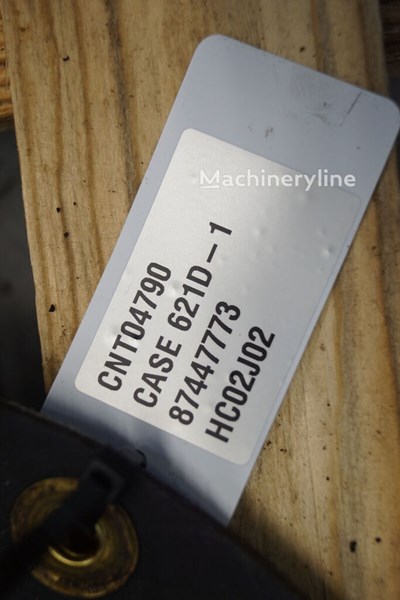 Machineryline
CNT04790
CASE 621D-1
87447773
HC02J02